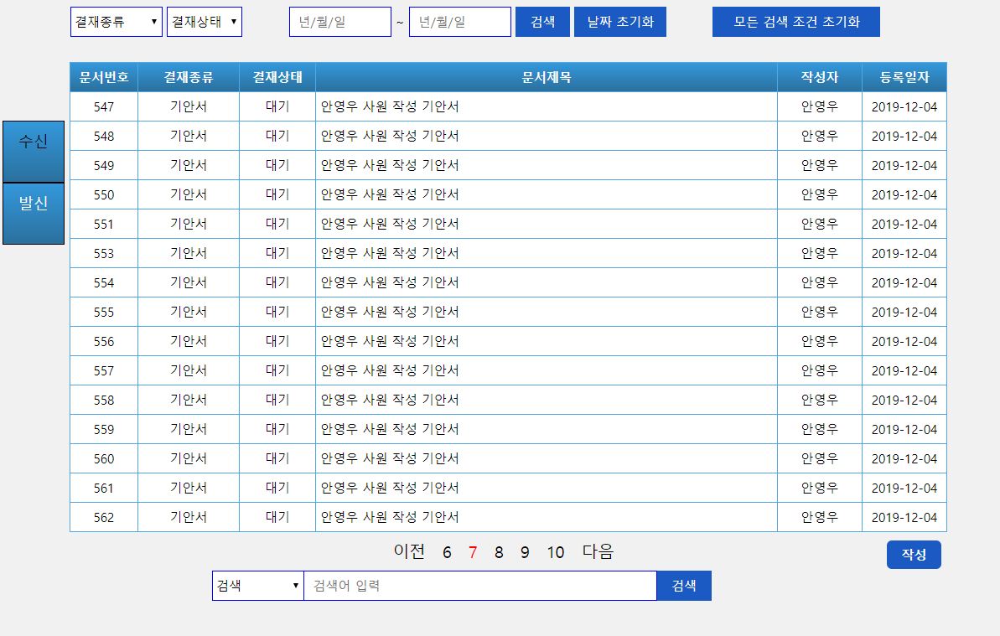 결재종류 결재상태 년/월/일 ~ 년/월/일 검색 날짜 초기화 모든 검색 조건 초기화
문서번호 결재종류 결재상태 문서제목 작성자 등록일자
547 기안서 대기 안영우 사원 작성 기안서 안영우 2019-12-04
수신
548 기안서 대기 안영우 사원 작성 기안서 안영우 2019-12-04
549 기안서 대기 안영우 사원 작성 기안서 안영우 2019-12-04
550 기안서 대기 안영우 사원 작성 기안서 안영우 2019-12-04
발신
551 기안서 대기 안영우 사원 작성 기안서 안영우 2019-12-04
553 기안서 대기 안영우 사원 작성 기안서 안영우 2019-12-04
554 기안서 대기 안영우 사원 작성 기안서 안영우 2019-12-04
555 기안서 대기 안영우 사원 작성 기안서 안영우 2019-12-04
556 기안서 대기 안영우 사원 작성 기안서 안영우 2019-12-04
557 기안서 대기 안영우 사원 작성 기안서 안영우 2019-12-04
558 기안서 대기 안영우 사원 작성 기안서 안영우 2019-12-04
559 기안서 대기 안영우 사원 작성 기안서 안영우 2019-12-04
560 기안서 대기 안영우 사원 작성 기안서 안영우 2019-12-04
561 기안서 대기 안영우 사원 작성 기안서 안영우 2019-12-04
562 기안서 대기 안영우 사원 작성 기안서 안영우 2019-12-04
이전 6 7 8 9 10 다음 작성
검색 검색어 입력 검색